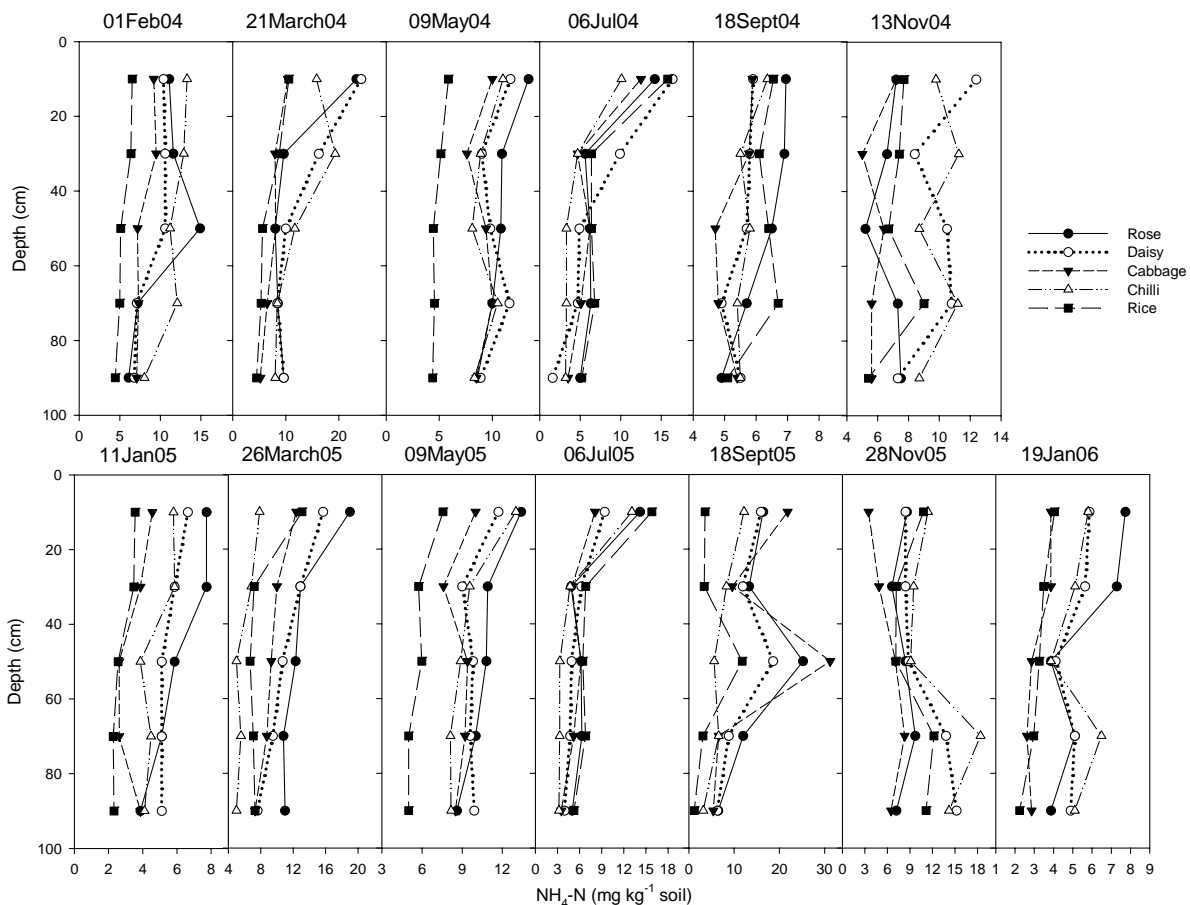 01Feb04 21March04 09May04 06Jul04 18Sept04 13Nov04
0
20
40
60
80
100
Depth (cm)
0 5 10 15 0 10 20 0 5 10 0 5 10 15 0 2 4 6 8 4 6 8 10 12 14
Rose
Daisy
Cabbage
Chilli
Rice
11Jan05 26March05 09May05 06Jul05 18Sept05 28Nov05 19Jan06
0
20
40
60
80
100
Depth (cm)
0 2 4 6 8 4 8 12 16 20 3 6 9 12 0 3 6 9 12 15 18 0 10 20 30 0 3 6 9 12 15 18 1 2 3 4 5 6 7 8 9
NH4-N (mg kg-1 soil)